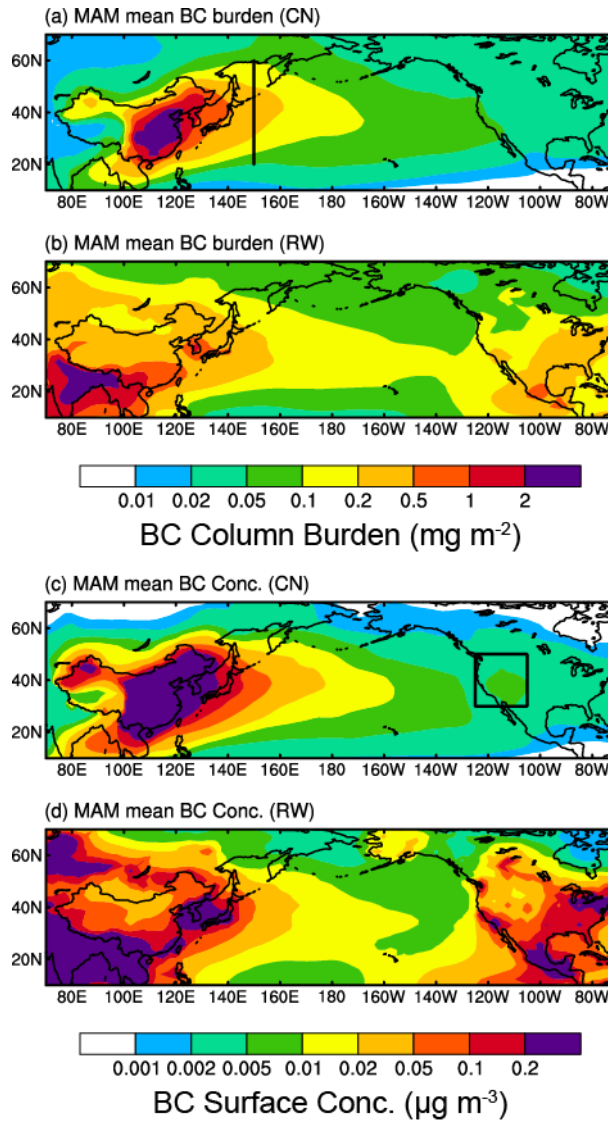 (a) MAM mean BC burden (CN)
60N
40N
20N
80E 100E 120E 140E 160E 180 160W 140W 120W 100W 80W
(b) MAM mean BC burden (RW)
60N
40N
20N
80E 100E 120E 140E 160E 180 160W 140W 120W 100W 80W
0.01 0.02 0.05 0.1 0.2 0.5 1 2
BC Column Burden (mg m-2)
(c) MAM mean BC Conc. (CN)
60N
40N
20N
80E 100E 120E 140E 160E 180 160W 140W 120W 100W 80W
(d) MAM mean BC Conc. (RW)
60N
40N
20N
80E 100E 120E 140E 160E 180 160W 140W 120W 100W 80W
0.001 0.002 0.005 0.01 0.02 0.05 0.1 0.2
BC Surface Conc. (μg m-3)